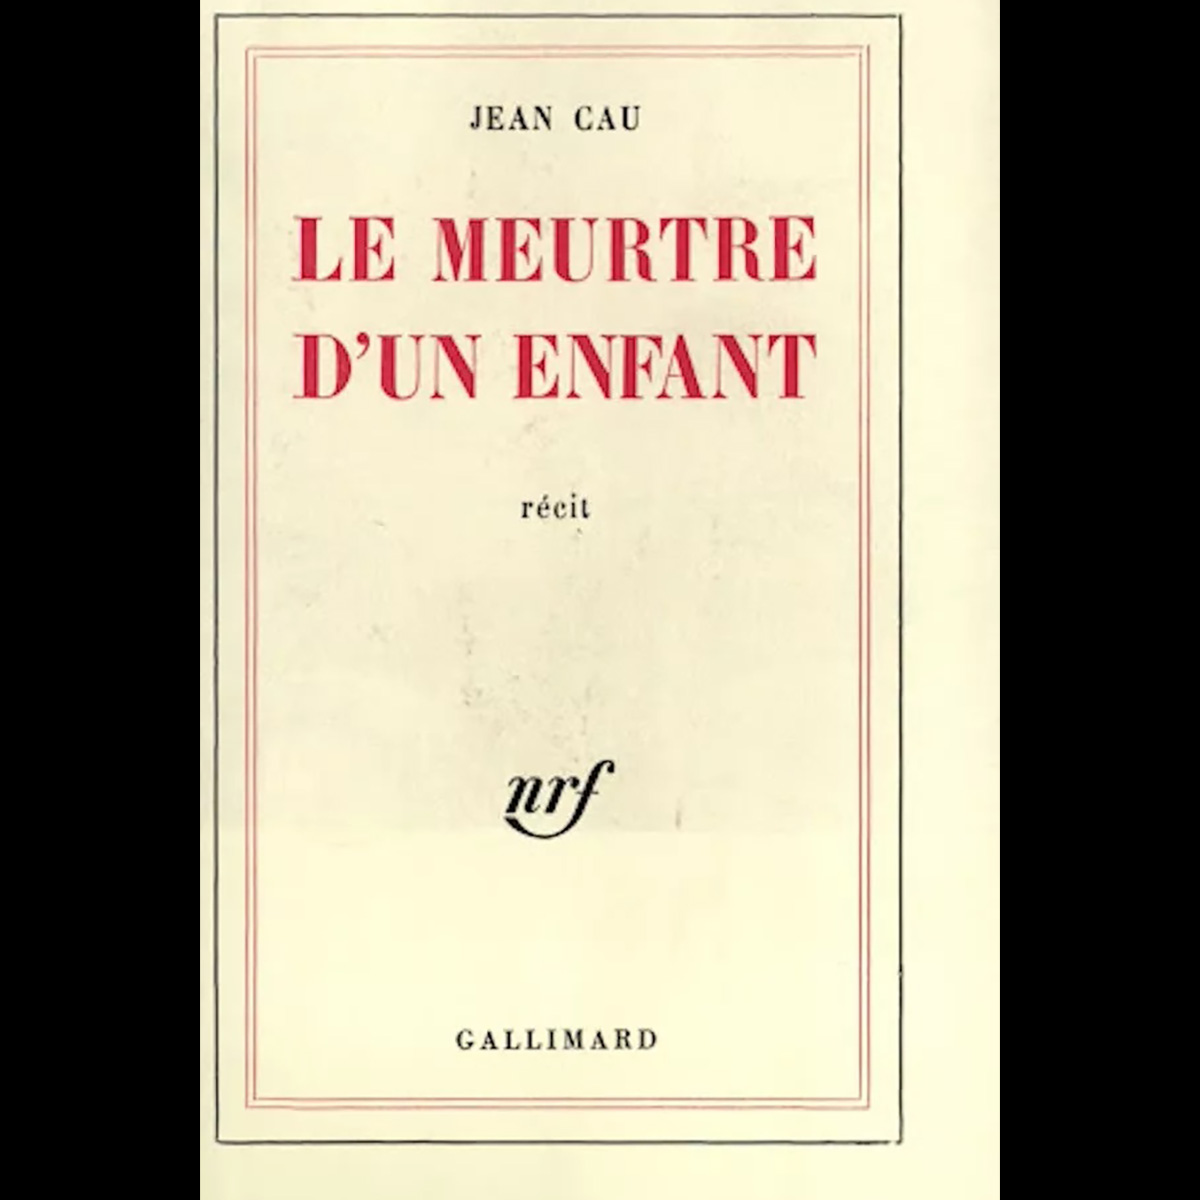 JEAN CAU
LE MEURTRE
D'UN ENFANT
récit
nrf
GALLIMARD